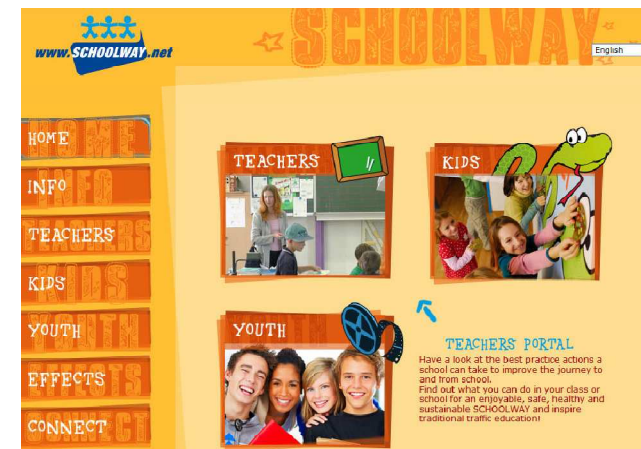 SCHOOLWAY
www.SCHOOLWAY.net
English
HOME
INFO
TEACHERS
KIDS
YOUTH
EFFECTS
CONNECT
TEACHERS
KIDS
YOUTH
TEACHERS PORTAL
Have a look at the best practice actions a
school can take to improve the journey to
and from school.
Find out what you can do in your class or
school for an enjoyable, safe, healthy and
sustainable SCHOOLWAY and inspire
traditional traffic education!